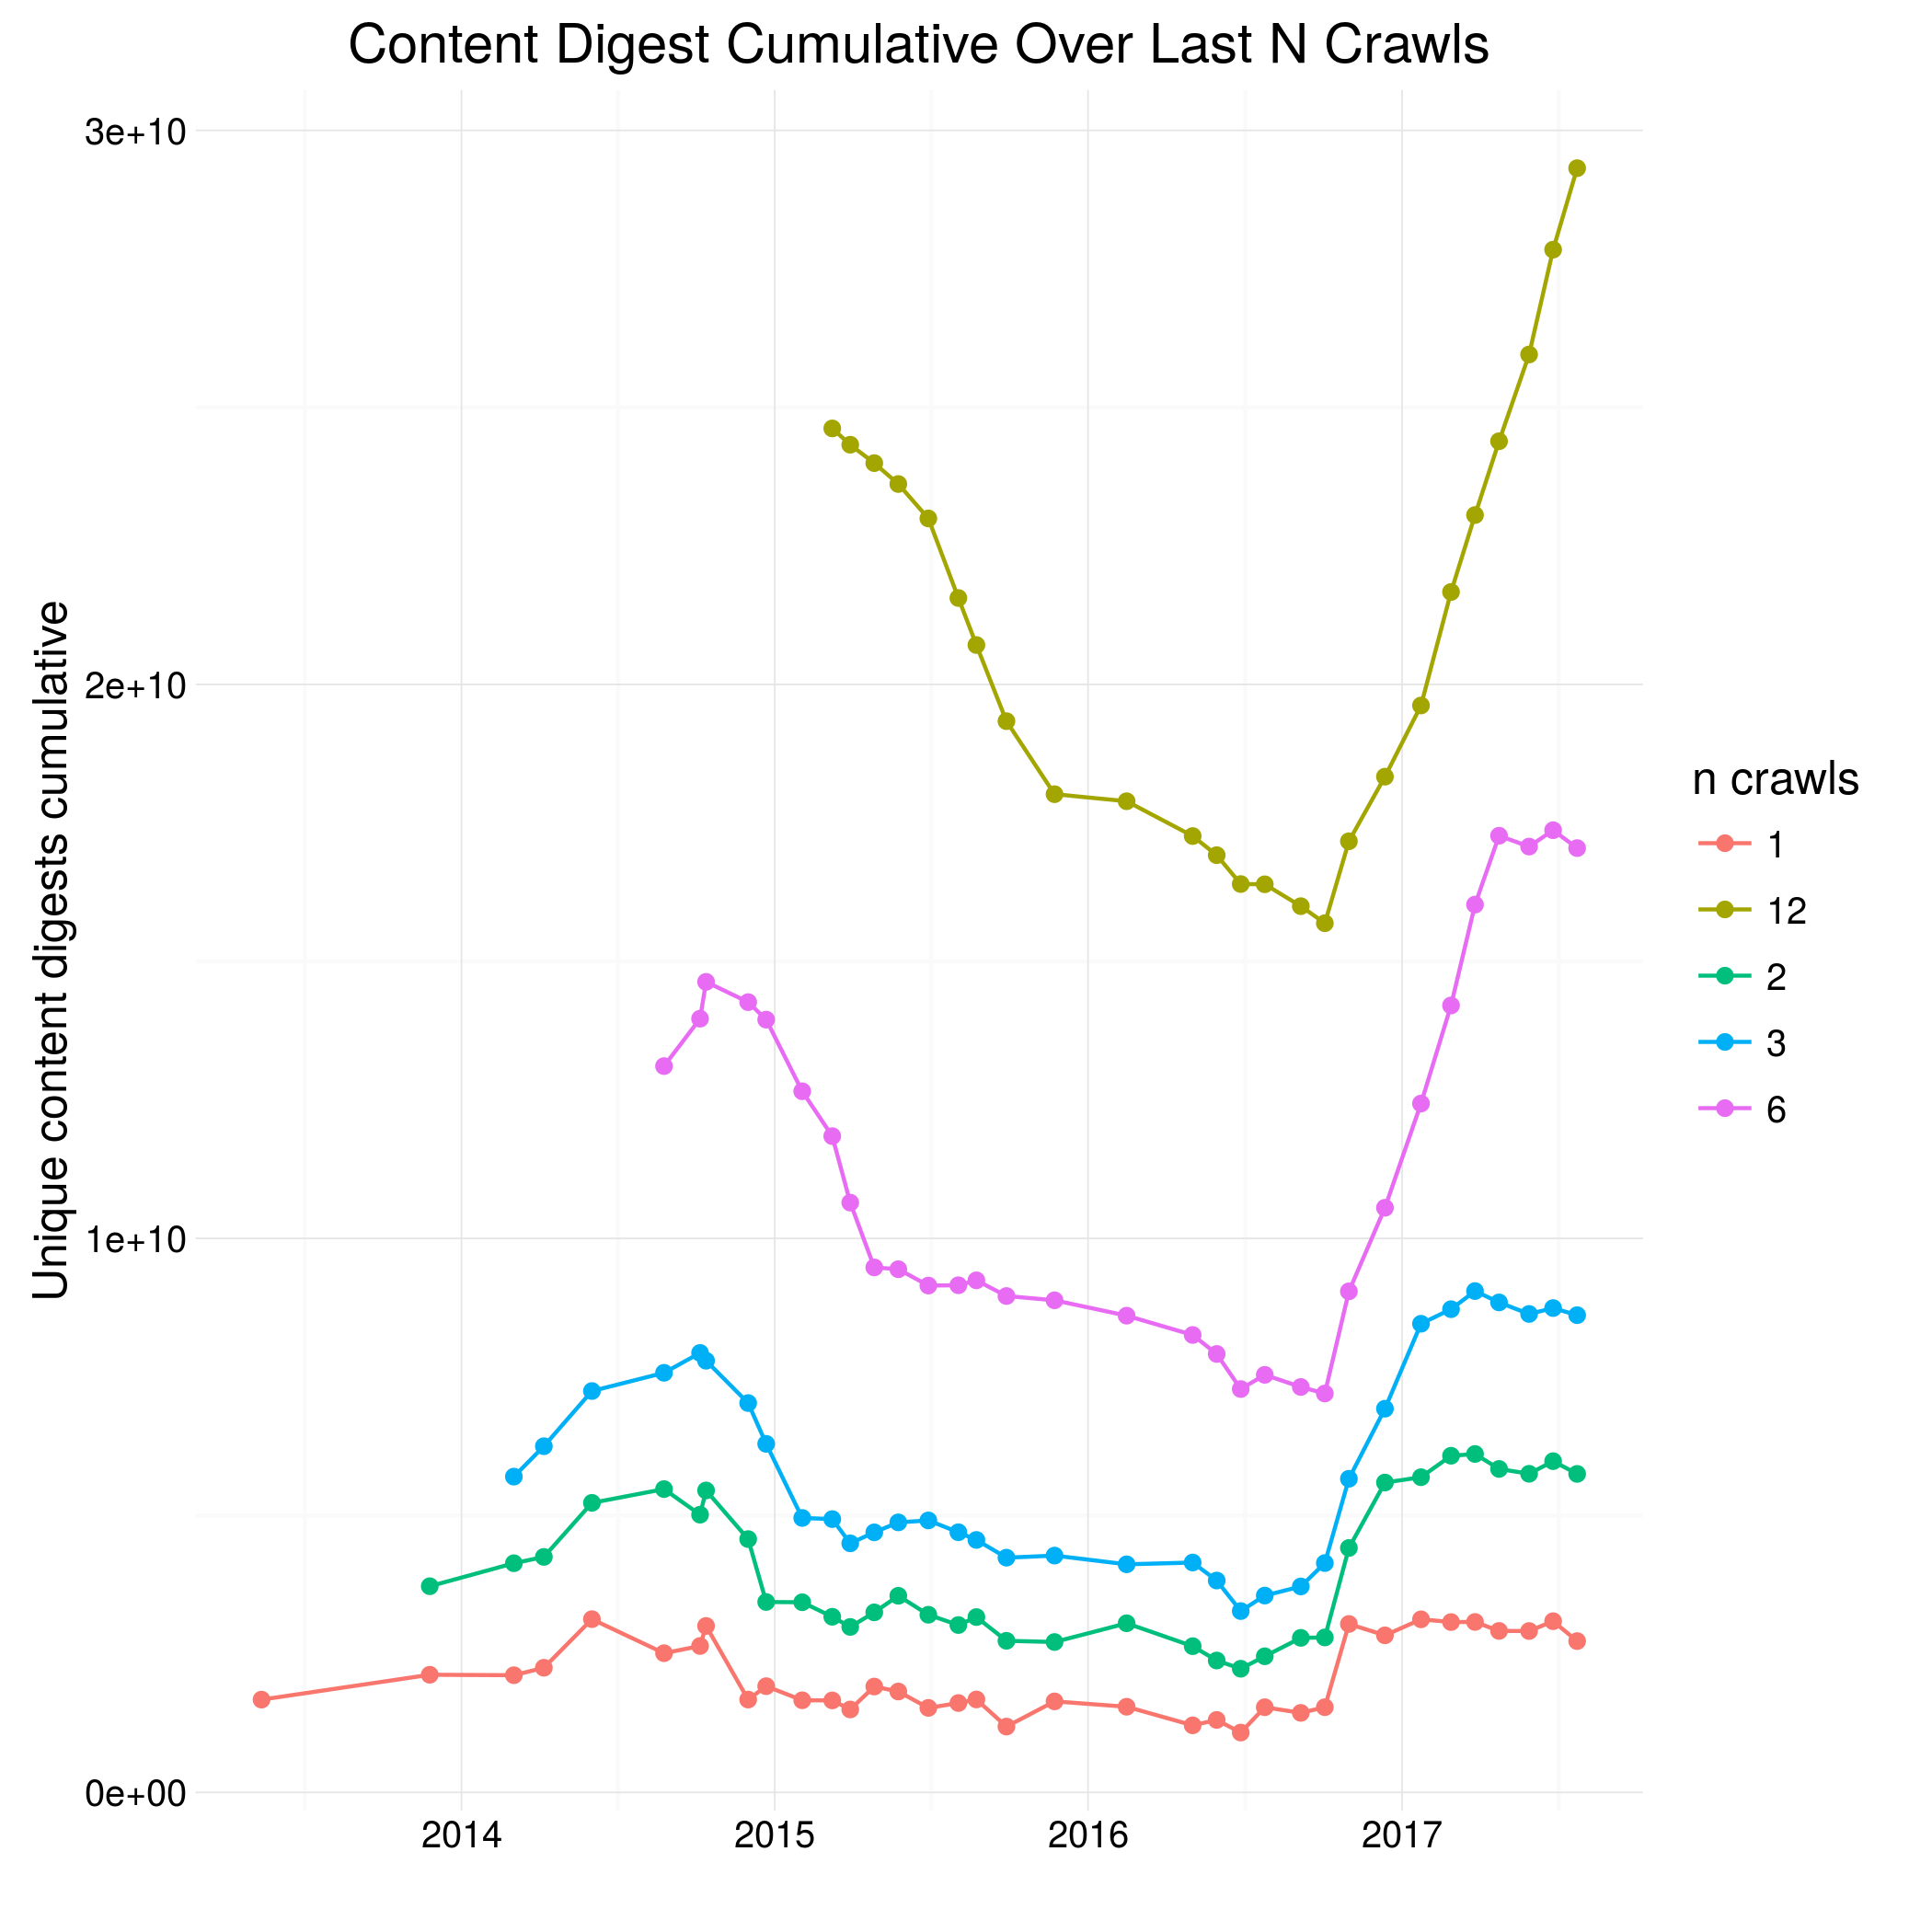 Content Digest Cumulative Over Last N Crawls
Unique content digests cumulative
3e+10
2e+10
1e+10
0e+00
2014
2015
2016
2017
n crawls
1
12
2
3
6